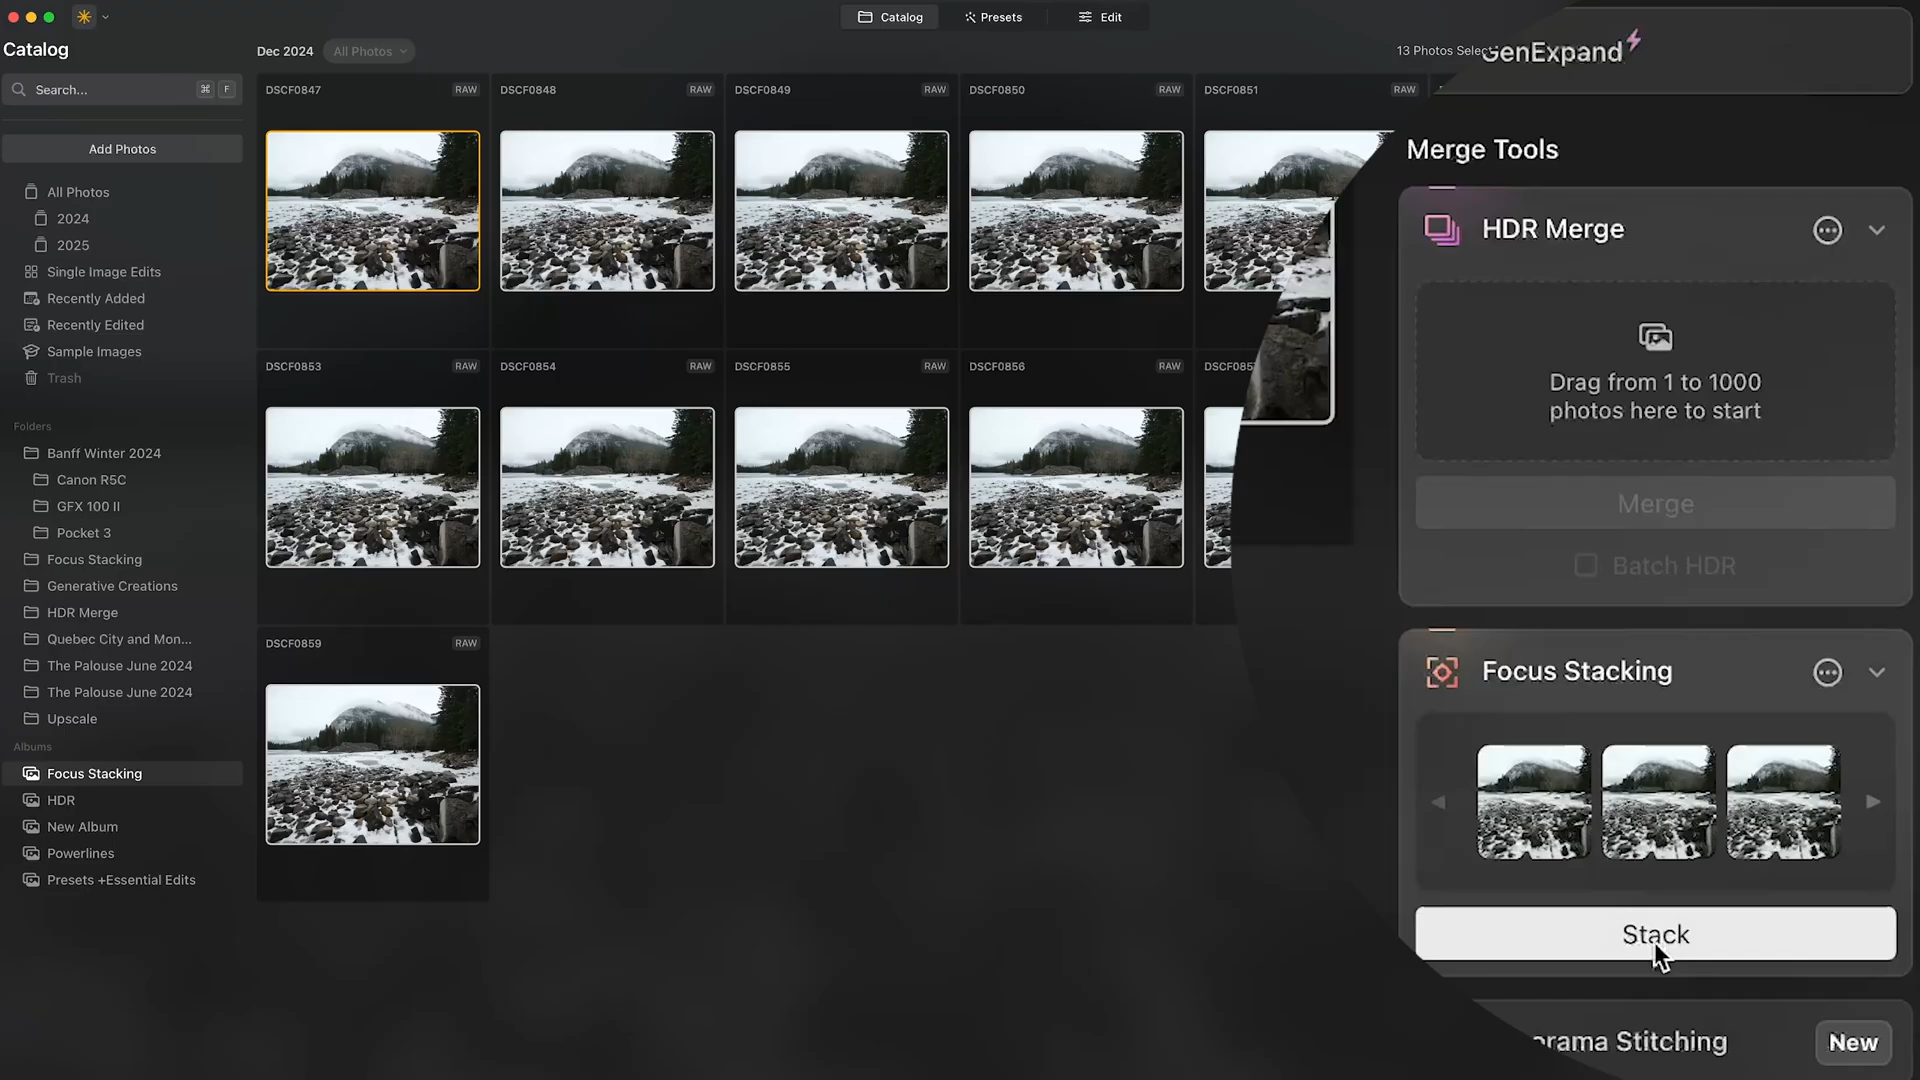 Catalog
Presets
Edit
Catalog
Dec 2024
All Photos
13 Photos
GenExpand
Search...
⌘
F
Add Photos
All Photos
2024
2025
Single Image Edits
Recently Added
Recently Edited
Sample Images
Trash
Folders
Banff Winter 2024
Canon R5C
GFX 100 II
Pocket 3
Focus Stacking
Generative Creations
HDR Merge
Quebec City and Mon...
The Palouse June 2024
The Palouse June 2024
Upscale
Albums
Focus Stacking
HDR
New Album
Powerlines
Presets +Essential Edits
DSCF0847
RAW
DSCF0848
RAW
DSCF0849
RAW
DSCF0850
RAW
DSCF0851
RAW
DSCF0853
RAW
DSCF0854
RAW
DSCF0855
RAW
DSCF0856
RAW
DSCF0859
RAW
Merge Tools
HDR Merge
Drag from 1 to 1000
photos here to start
Merge
Batch HDR
Focus Stacking
Stack
Stitching
New